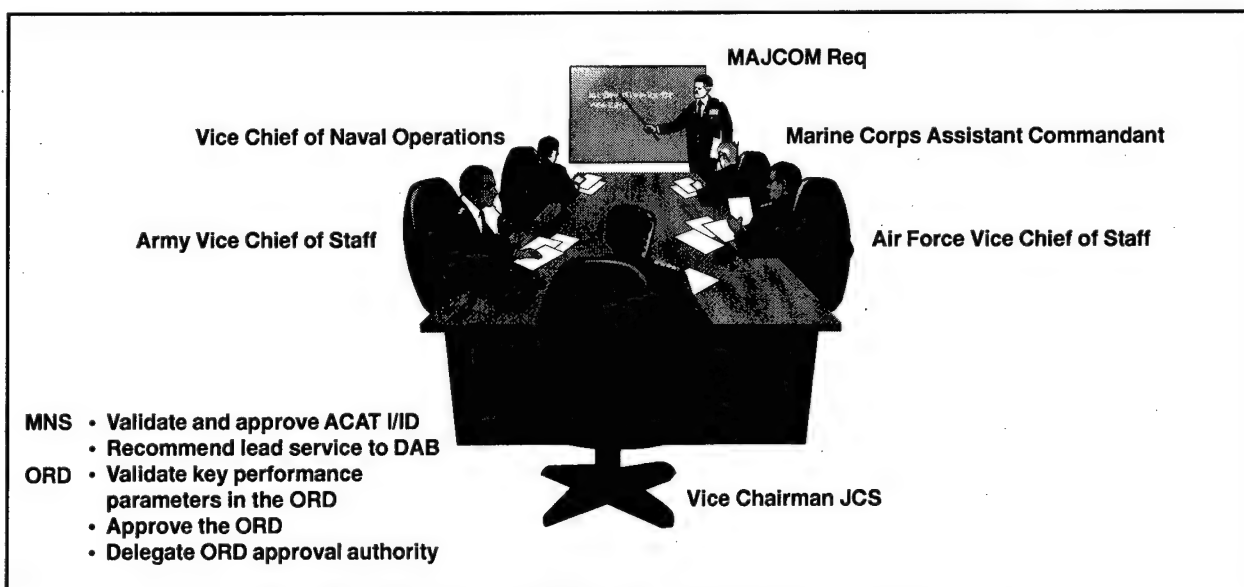 MAJCOM Req
Vice Chief of Naval Operations
Marine Corps Assistant Commandant
Army Vice Chief of Staff
Air Force Vice Chief of Staff
MNS • Validate and approve ACAT I/ID
• Recommend lead service to DAB
ORD • Validate key performance
parameters in the ORD
• Approve the ORD
• Delegate ORD approval authority
Vice Chairman JCS